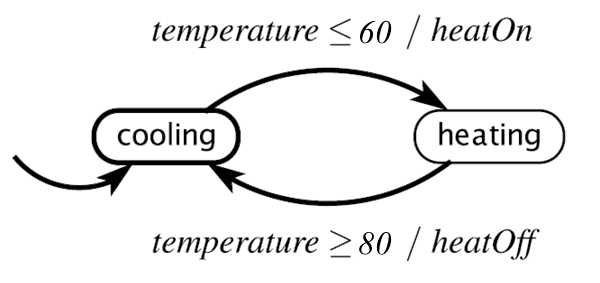 temperature ≤ 60 / heatOn
cooling
heating
temperature ≥ 80 / heatOff